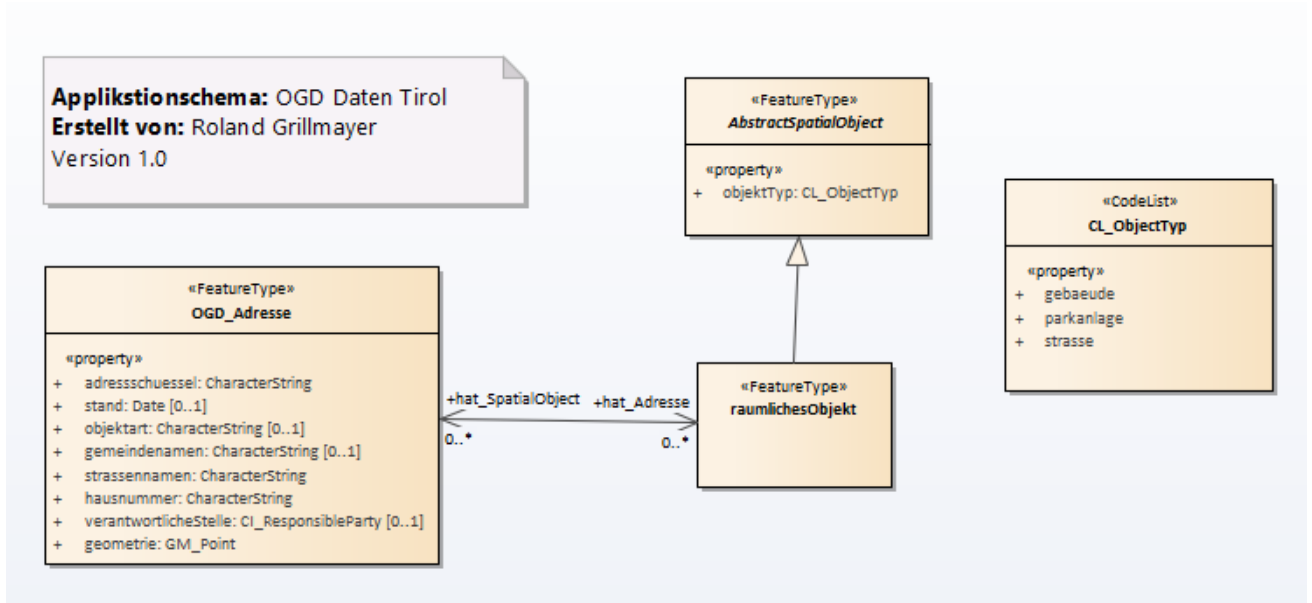 Applikstionschema: OGD Daten Tirol
Erstellt von: Roland Grillmayer
Version 1.0
«FeatureType»
AbstractSpatialObject
«property»
+ objektTyp: CL_ObjectTyp
«CodeList»
CL_ObjectTyp
«property»
+ gebaeude
+ parkanlage
+ strasse
«FeatureType»
OGD_Adresse
«property»
+ adressschuessel: CharacterString
+ stand: Date [0..1]
+ objektart: CharacterString [0..1]
+ gemeindenamen: CharacterString [0..1]
+ strassennamen: CharacterString
+ hausnummer: CharacterString
+ verantwortlicheStelle: CI_ResponsibleParty [0..1]
+ geometrie: GM_Point
+hat_SpatialObject +hat_Adresse
0..* 0..*
«FeatureType»
raumlichesObjekt